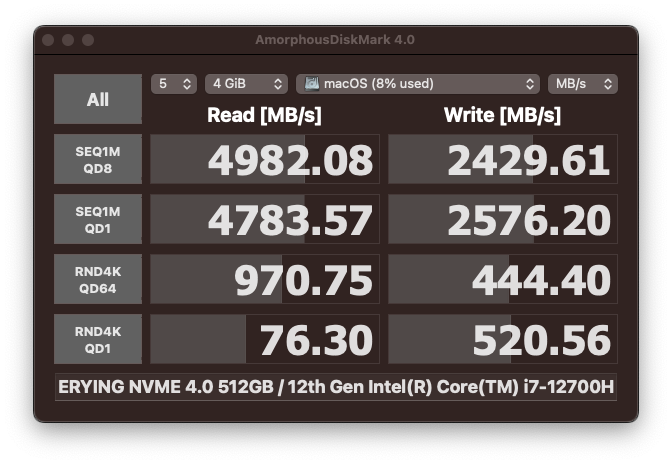 AmorphousDiskMark 4.0
All
5
4 GiB
macOS (8% used)
MB/s
Read [MB/s]
Write [MB/s]
SEQ1M
QD8
4982.08
2429.61
SEQ1M
QD1
4783.57
2576.20
RND4K
QD64
970.75
444.40
RND4K
QD1
76.30
520.56
ERYING NVME 4.0 512GB / 12th Gen Intel(R) Core(TM) i7-12700H